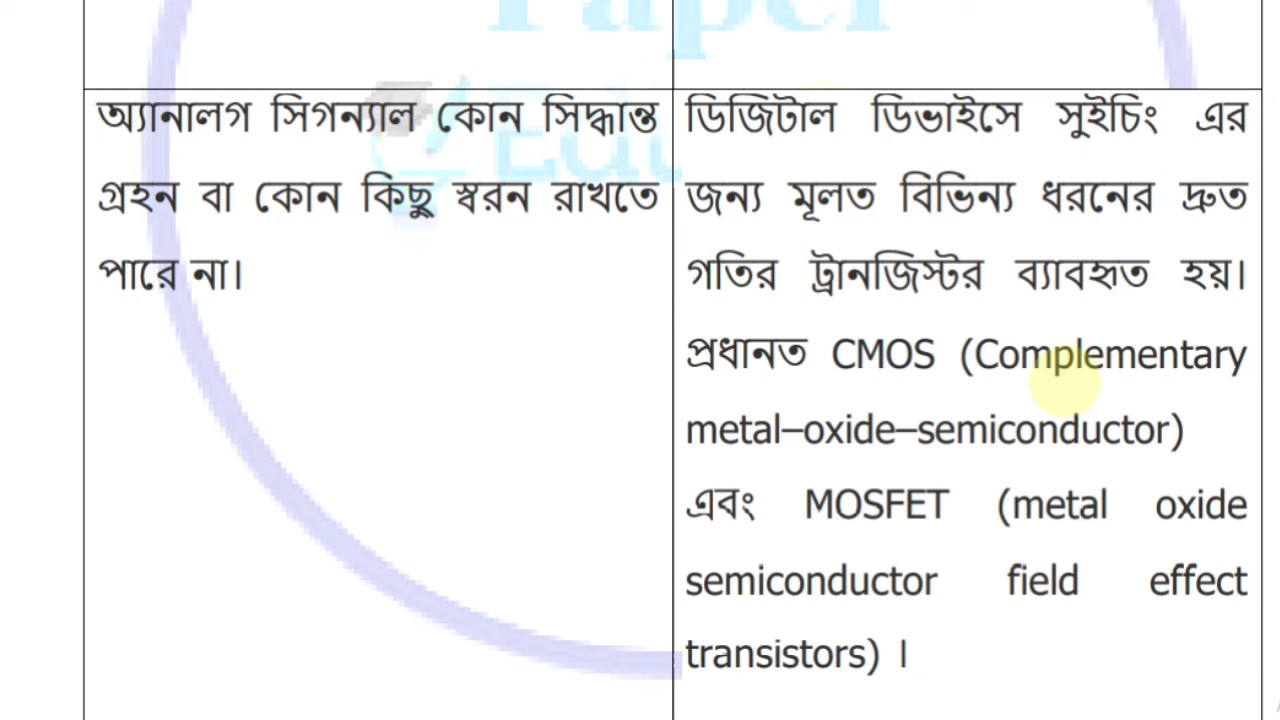 Paper
অ্যানালগ সিগন্যাল কোন সিদ্ধান্ত
গ্রহন বা কোন কিছু স্বরন রাখতে
পারে না।
ডিজিটাল ডিভাইসে সুইচিং এর
জন্য মূলত বিভিন্য ধরনের দ্রুত
গতির ট্রানজিস্টর ব্যাবহৃত হয়।
প্রধানত CMOS (Complementary
metal–oxide–semiconductor)
এবং MOSFET (metal oxide
semiconductor field effect
transistors) ।